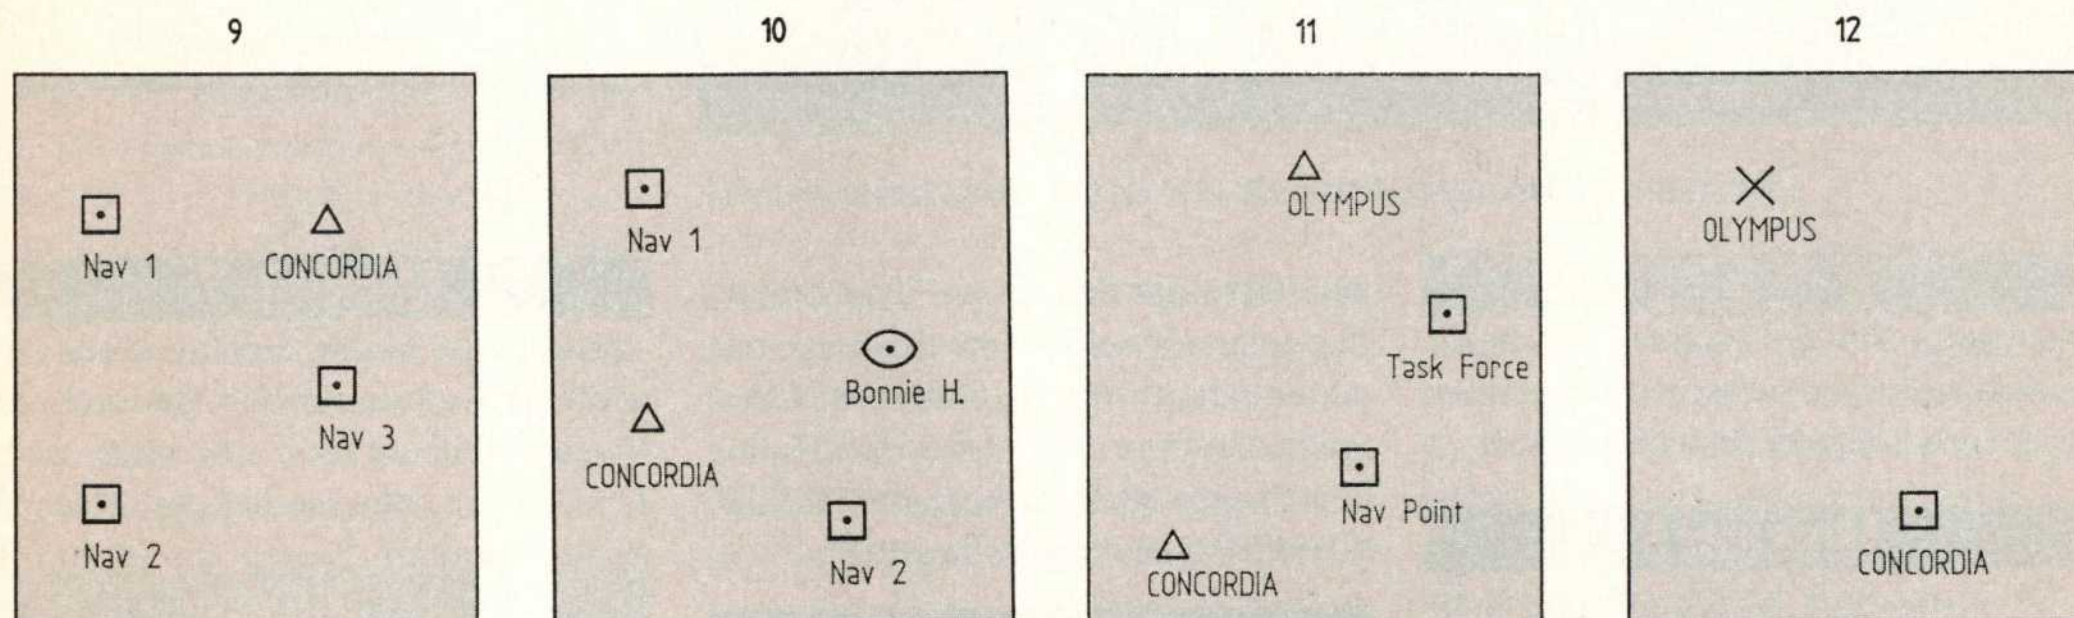 9
Nav 1
CONCORDIA
Nav 3
Nav 2
10
Nav 1
Bonnie H.
CONCORDIA
Nav 2
11
OLYMPUS
Task Force
Nav Point
CONCORDIA
12
OLYMPUS
CONCORDIA